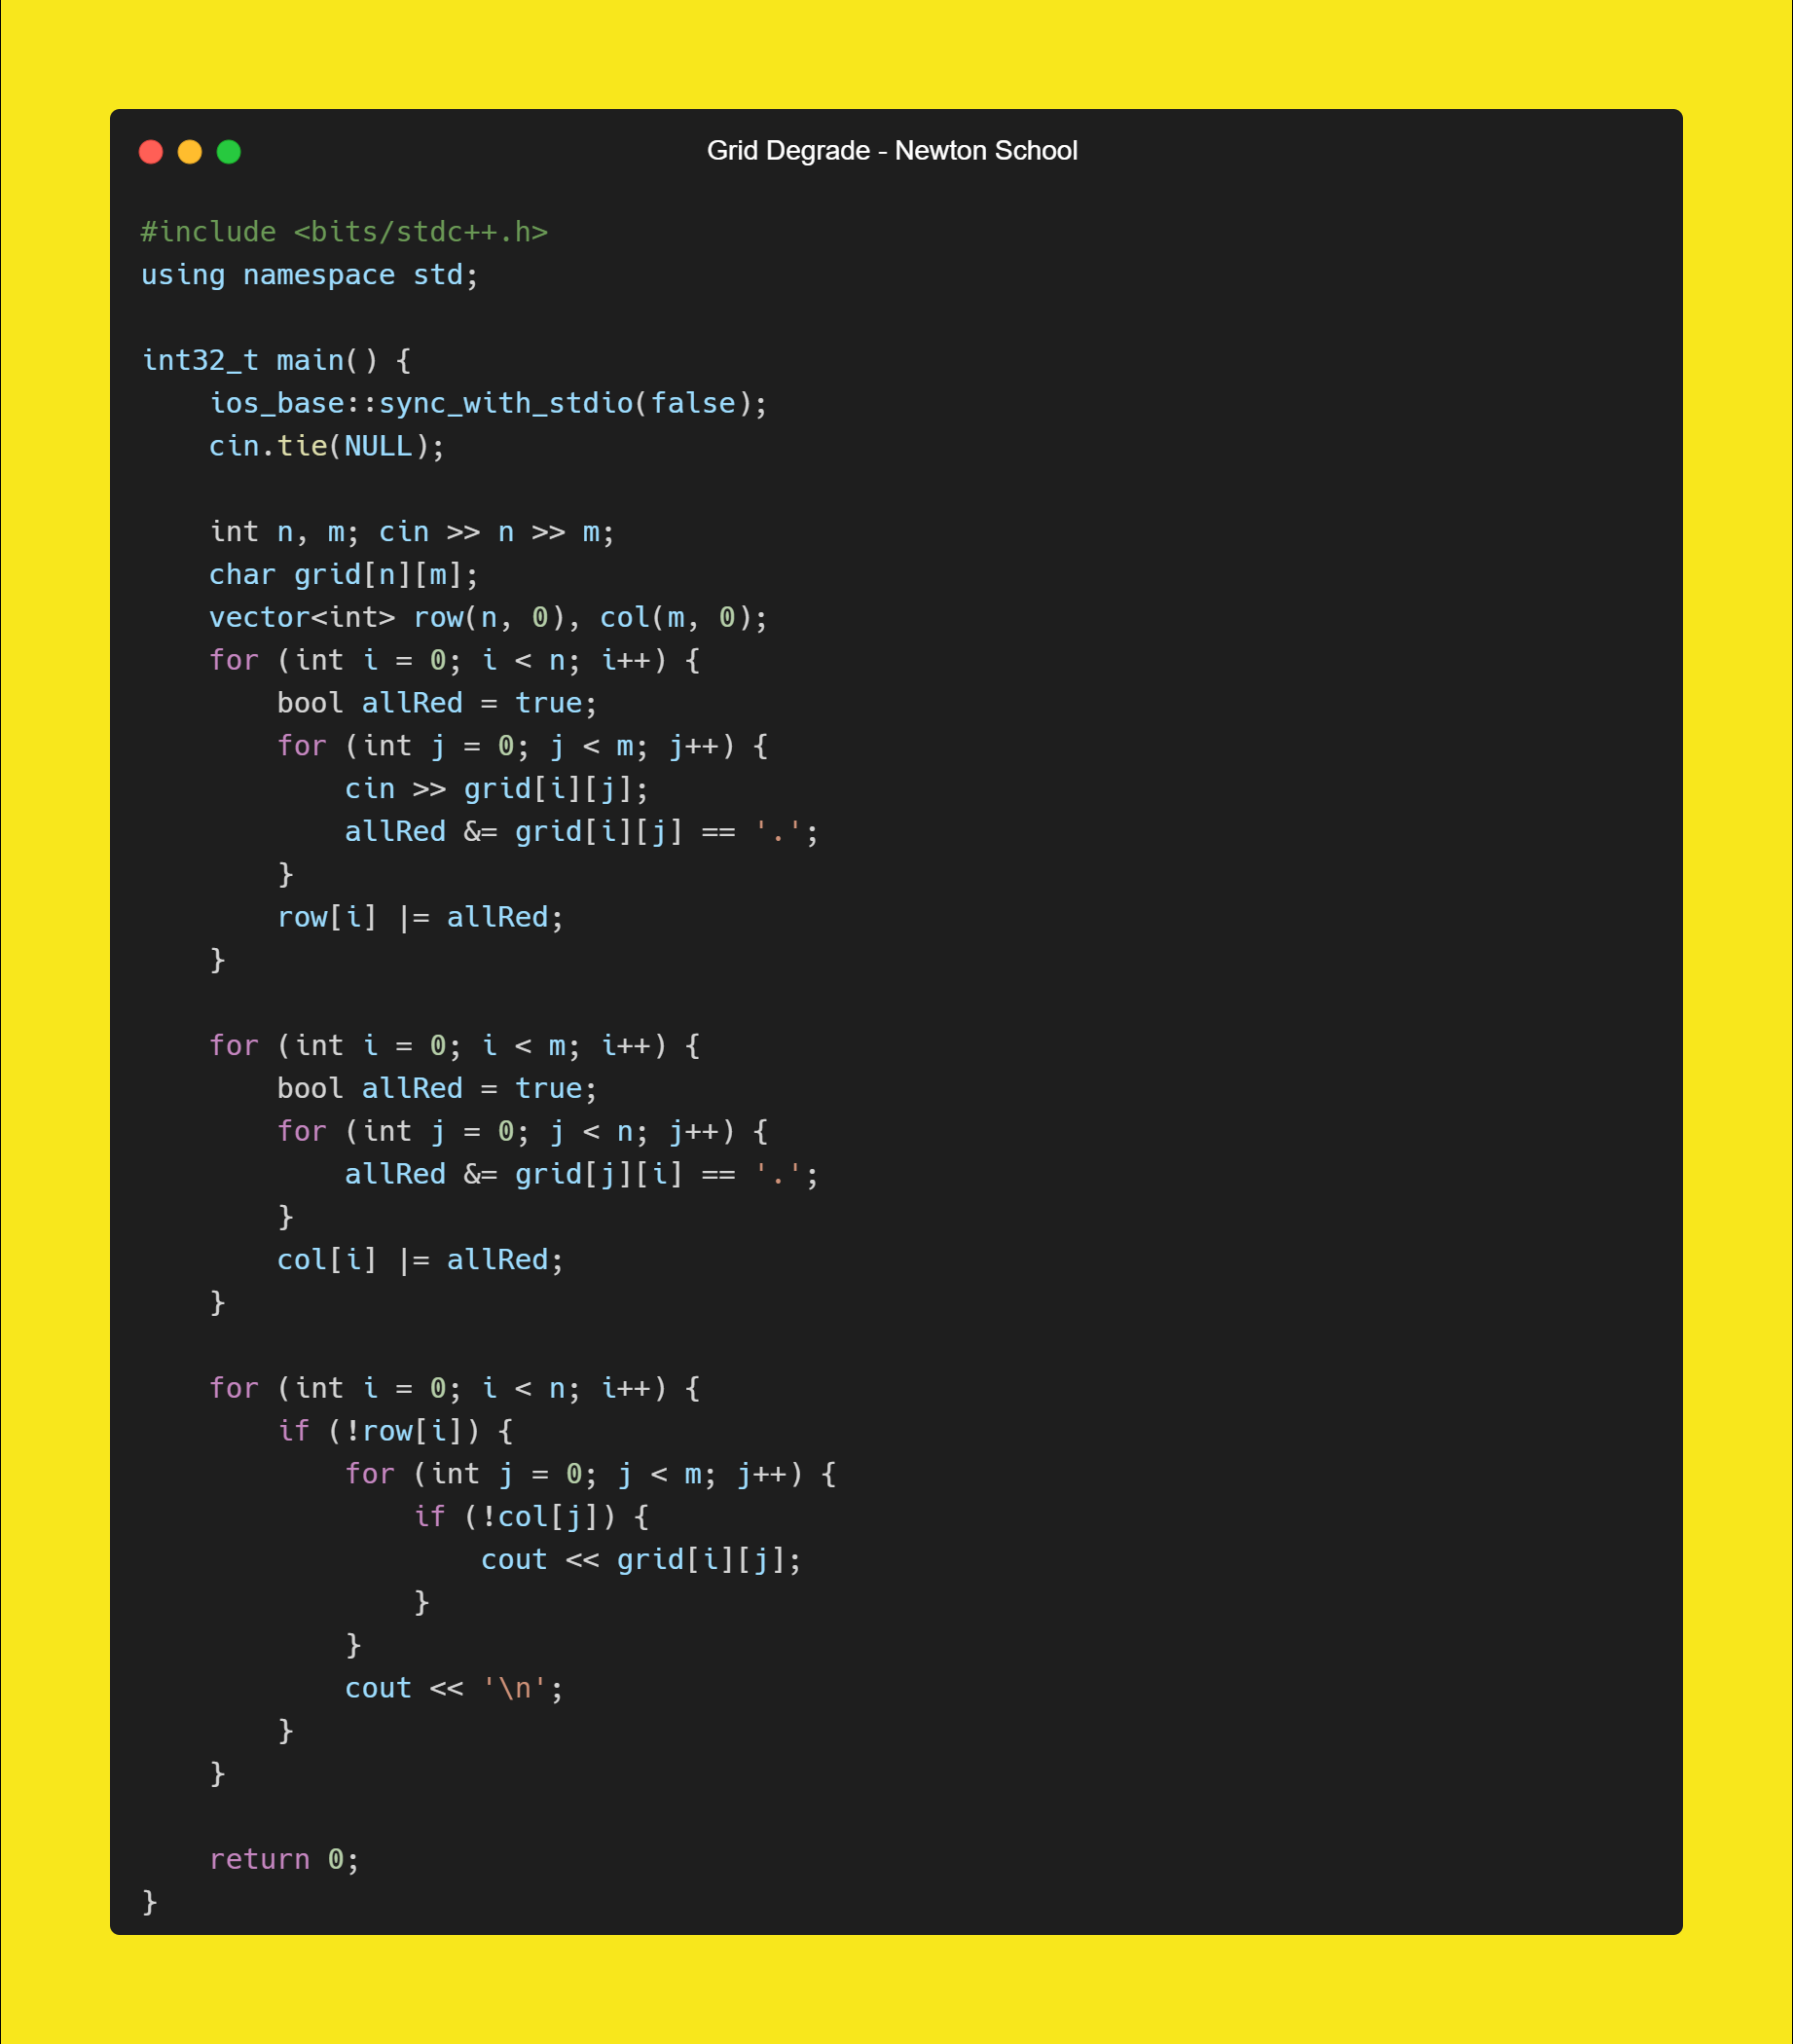 Grid Degrade - Newton School
#include <bits/stdc++.h>
using namespace std;
int32_t main() {
    ios_base::sync_with_stdio(false);
    cin.tie(NULL);
    int n, m; cin >> n >> m;
    char grid[n][m];
    vector<int> row(n, 0), col(m, 0);
    for (int i = 0; i < n; i++) {
        bool allRed = true;
        for (int j = 0; j < m; j++) {
            cin >> grid[i][j];
            allRed &= grid[i][j] == '.';
        }
        row[i] |= allRed;
    }
    for (int i = 0; i < m; i++) {
        bool allRed = true;
        for (int j = 0; j < n; j++) {
            allRed &= grid[j][i] == '.';
        }
        col[i] |= allRed;
    }
    for (int i = 0; i < n; i++) {
        if (!row[i]) {
            for (int j = 0; j < m; j++) {
                if (!col[j]) {
                    cout << grid[i][j];
                }
            }
            cout << '\n';
        }
    }
    return 0;
}